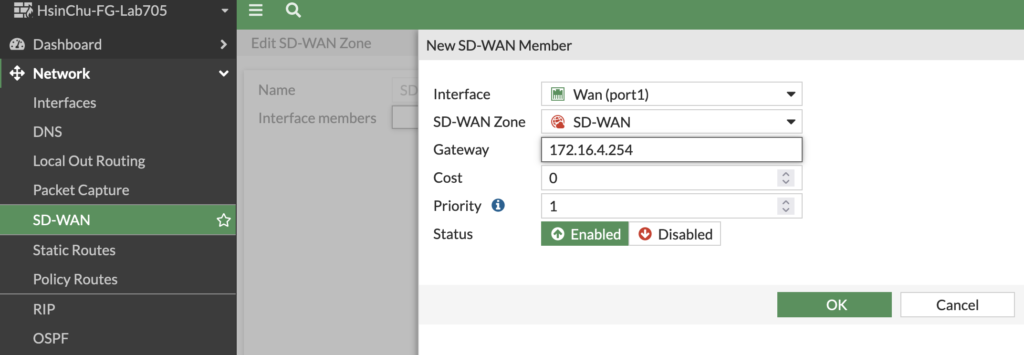 HsinChu-FG-Lab705
Dashboard
Network
Interfaces
DNS
Local Out Routing
Packet Capture
SD-WAN
Static Routes
Policy Routes
RIP
OSPF
Edit SD-WAN Zone
Name SD
Interface members
New SD-WAN Member
Interface Wan (port1)
SD-WAN Zone SD-WAN
Gateway 172.16.4.254
Cost 0
Priority 1
Status Enabled Disabled
OK Cancel